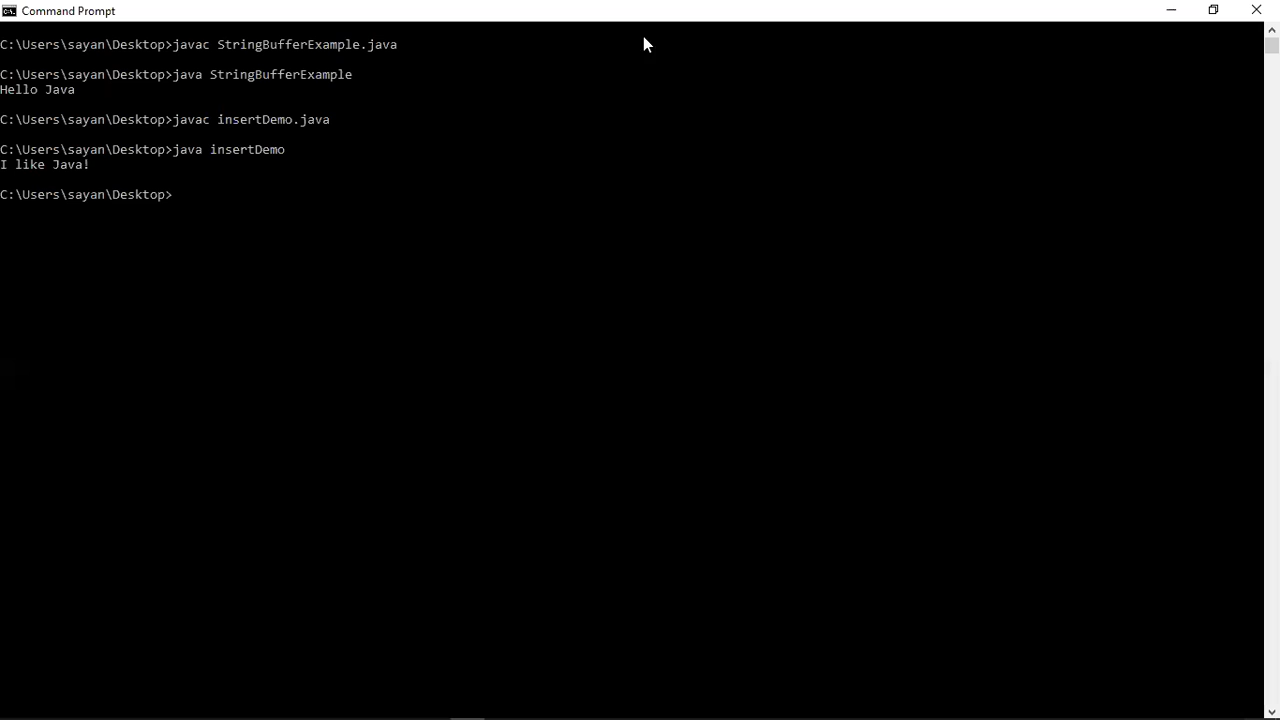 Command Prompt
C:\Users\sayan\Desktop>javac StringBufferExample.java
C:\Users\sayan\Desktop>java StringBufferExample
Hello Java
C:\Users\sayan\Desktop>javac insertDemo.java
C:\Users\sayan\Desktop>java insertDemo
I like Java!
C:\Users\sayan\Desktop>